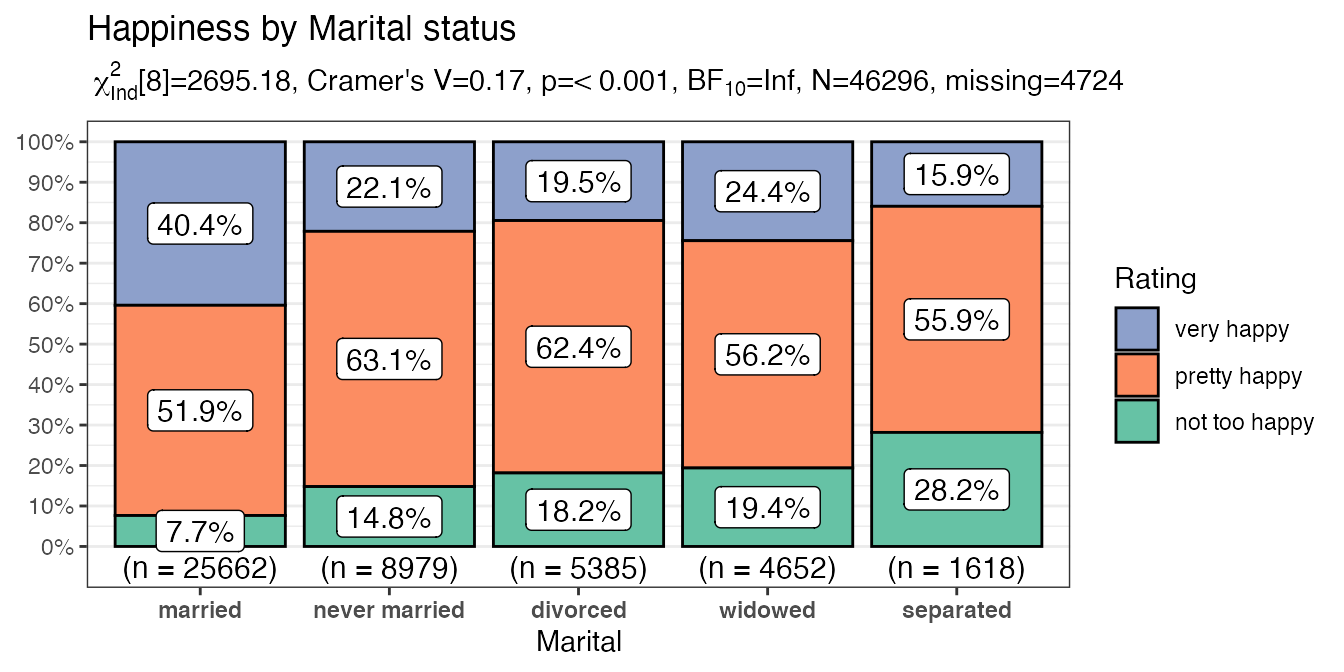 Happiness by Marital status
χ²Ind[8]=2695.18, Cramer's V=0.17, p=< 0.001, BF₁₀=Inf, N=46296, missing=4724
100%
90%
80%
70%
60%
50%
40%
30%
20%
10%
0%
40.4%
51.9%
7.7%
22.1%
63.1%
14.8%
19.5%
62.4%
18.2%
24.4%
56.2%
19.4%
15.9%
55.9%
28.2%
(n = 25662) (n = 8979) (n = 5385) (n = 4652) (n = 1618)
married never married divorced widowed separated
Marital
Rating
very happy
pretty happy
not too happy